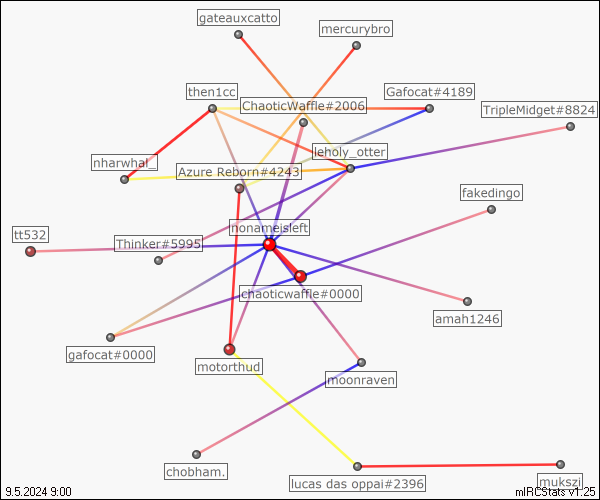 gateauxcatto
mercurybro
then1cc
Gafocat#4189
ChaoticWaffle#2006
TripleMidget#8824
leholy_otter
nharwhal_
Azure Reborn#4243
fakedingo
nonameisleft
tt532
Thinker#5995
chaoticwaffle#0000
amah1246
gafocat#0000
motorthud
moonraven
chobham.
lucas das oppai#2396
mukszi
9.5.2024 9:00
mIRCStats v1.25